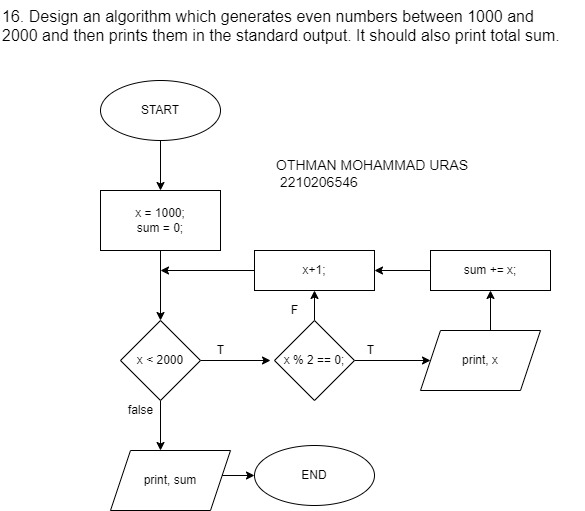 16. Design an algorithm which generates even numbers between 1000 and
2000 and then prints them in the standard output. It should also print total sum.
START
OTHMAN MOHAMMAD URAS
2210206546
x = 1000;
sum = 0;
x+1;
sum += x;
F
x < 2000
T
x % 2 == 0;
T
print, x
false
print, sum
END